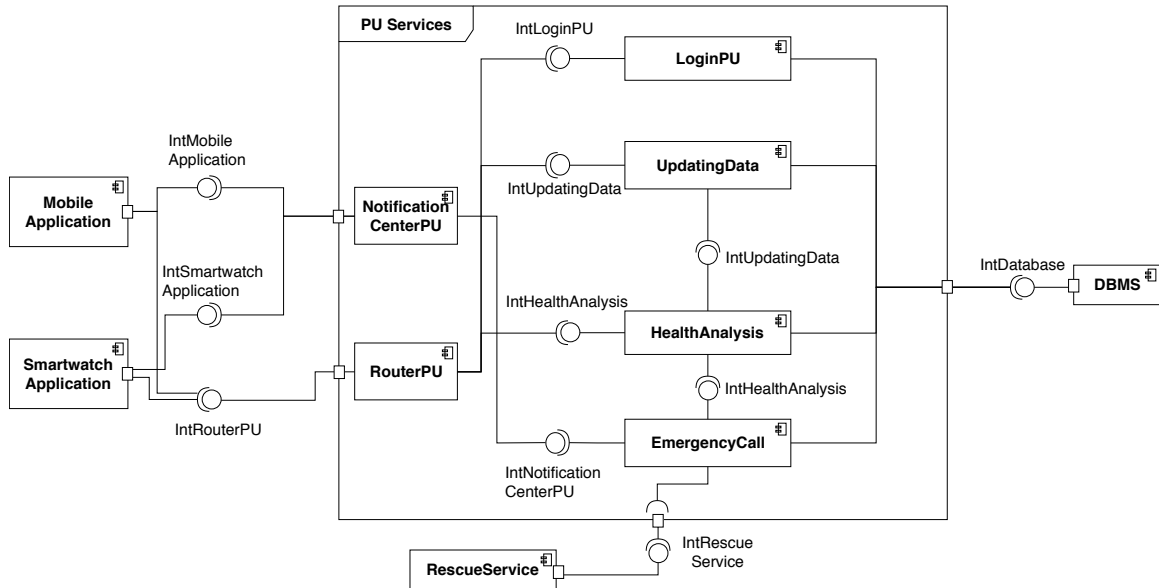 PU Services
IntLoginPU
LoginPU
IntMobile
Application
UpdatingData
IntUpdatingData
Mobile
Application
Notification
CenterPU
IntSmartwatch
Application
IntUpdatingData
IntDatabase
DBMS
IntHealthAnalysis
HealthAnalysis
Smartwatch
Application
RouterPU
IntHealthAnalysis
IntRouterPU
EmergencyCall
IntNotification
CenterPU
IntRescue
Service
RescueService